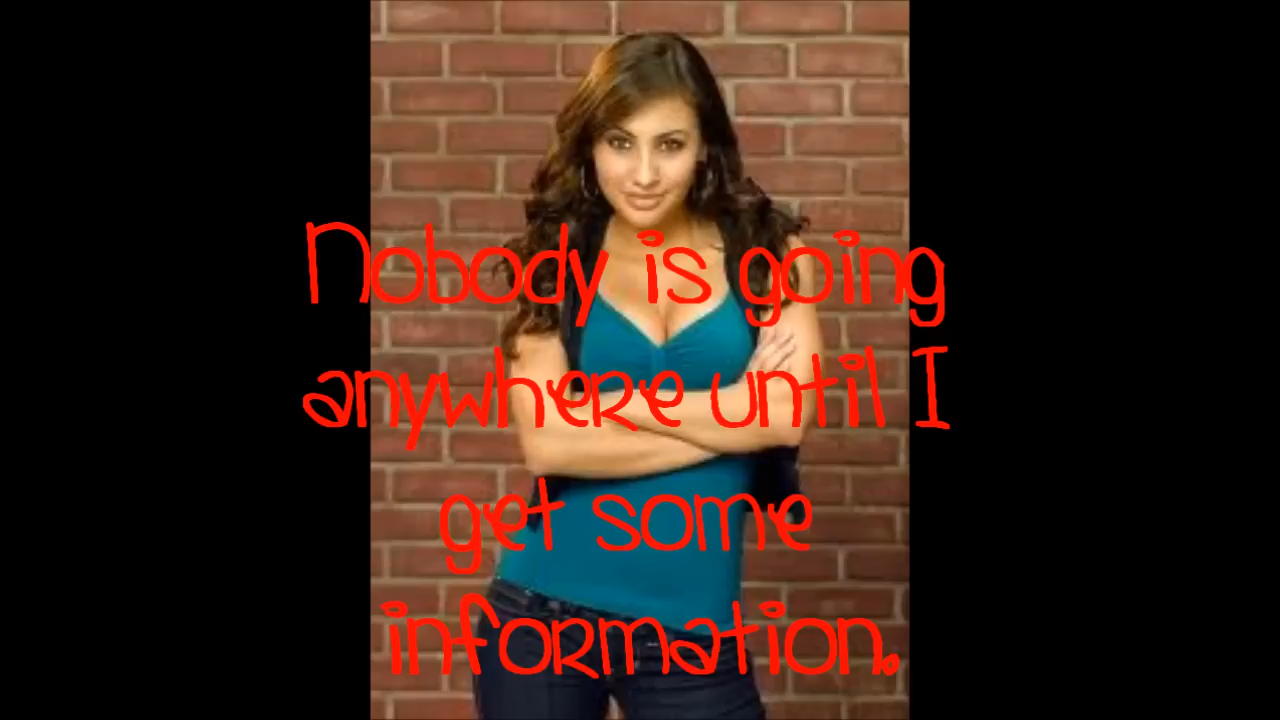 Nobody is going
anywhere until I
get some
information.